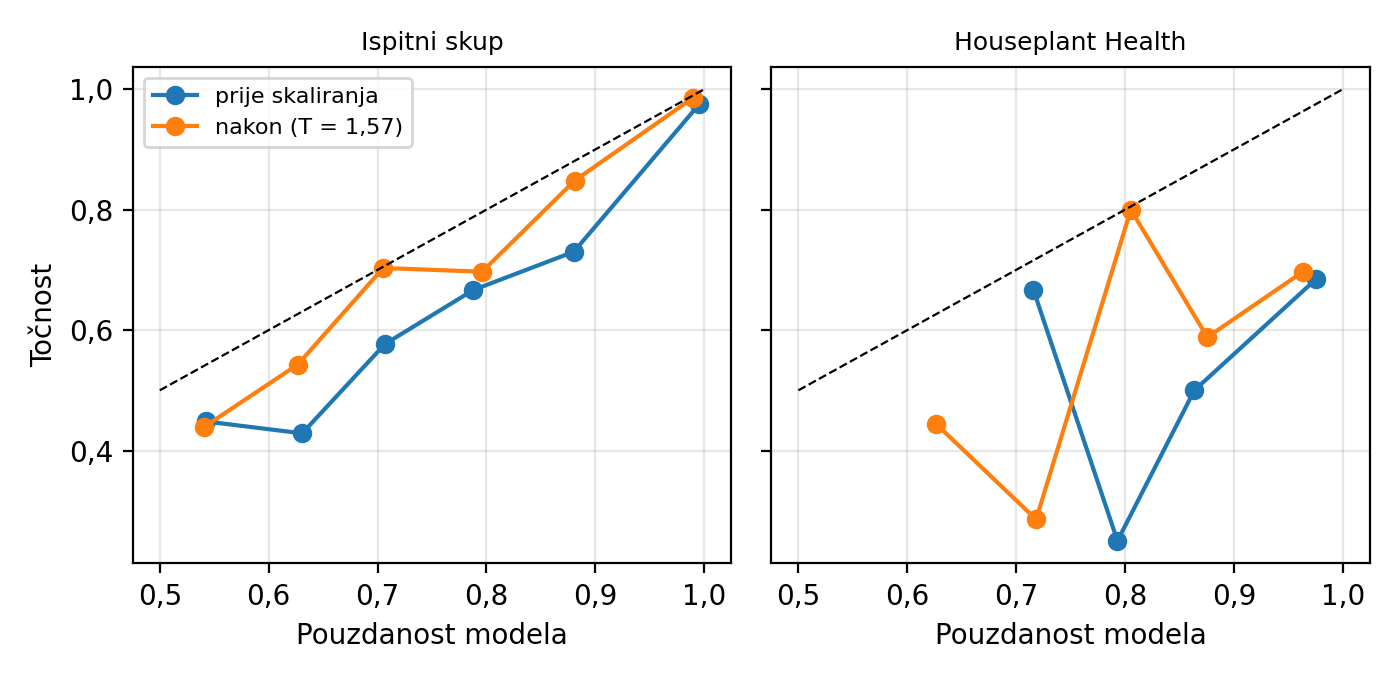 Ispitni skup
Houseplant Health
prije skaliranja
nakon (T = 1,57)
Točnost
1,0
0,8
0,6
0,4
0,5 0,6 0,7 0,8 0,9 1,0
0,5 0,6 0,7 0,8 0,9 1,0
Pouzdanost modela
Pouzdanost modela